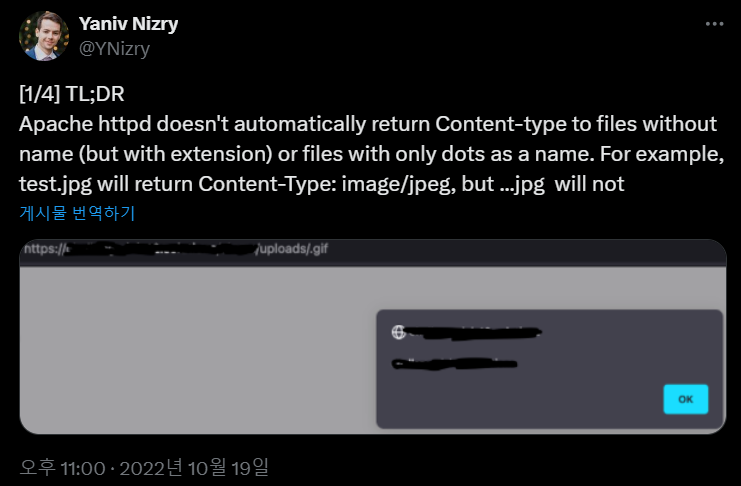 Yaniv Nizry
@YNizry
[1/4] TL;DR
Apache httpd doesn't automatically return Content-type to files without
name (but with extension) or files with only dots as a name. For example,
test.jpg will return Content-Type: image/jpeg, but ...jpg will not
게시물 번역하기
https://
/uploads/.gif
OK
오후 11:00 · 2022년 10월 19일